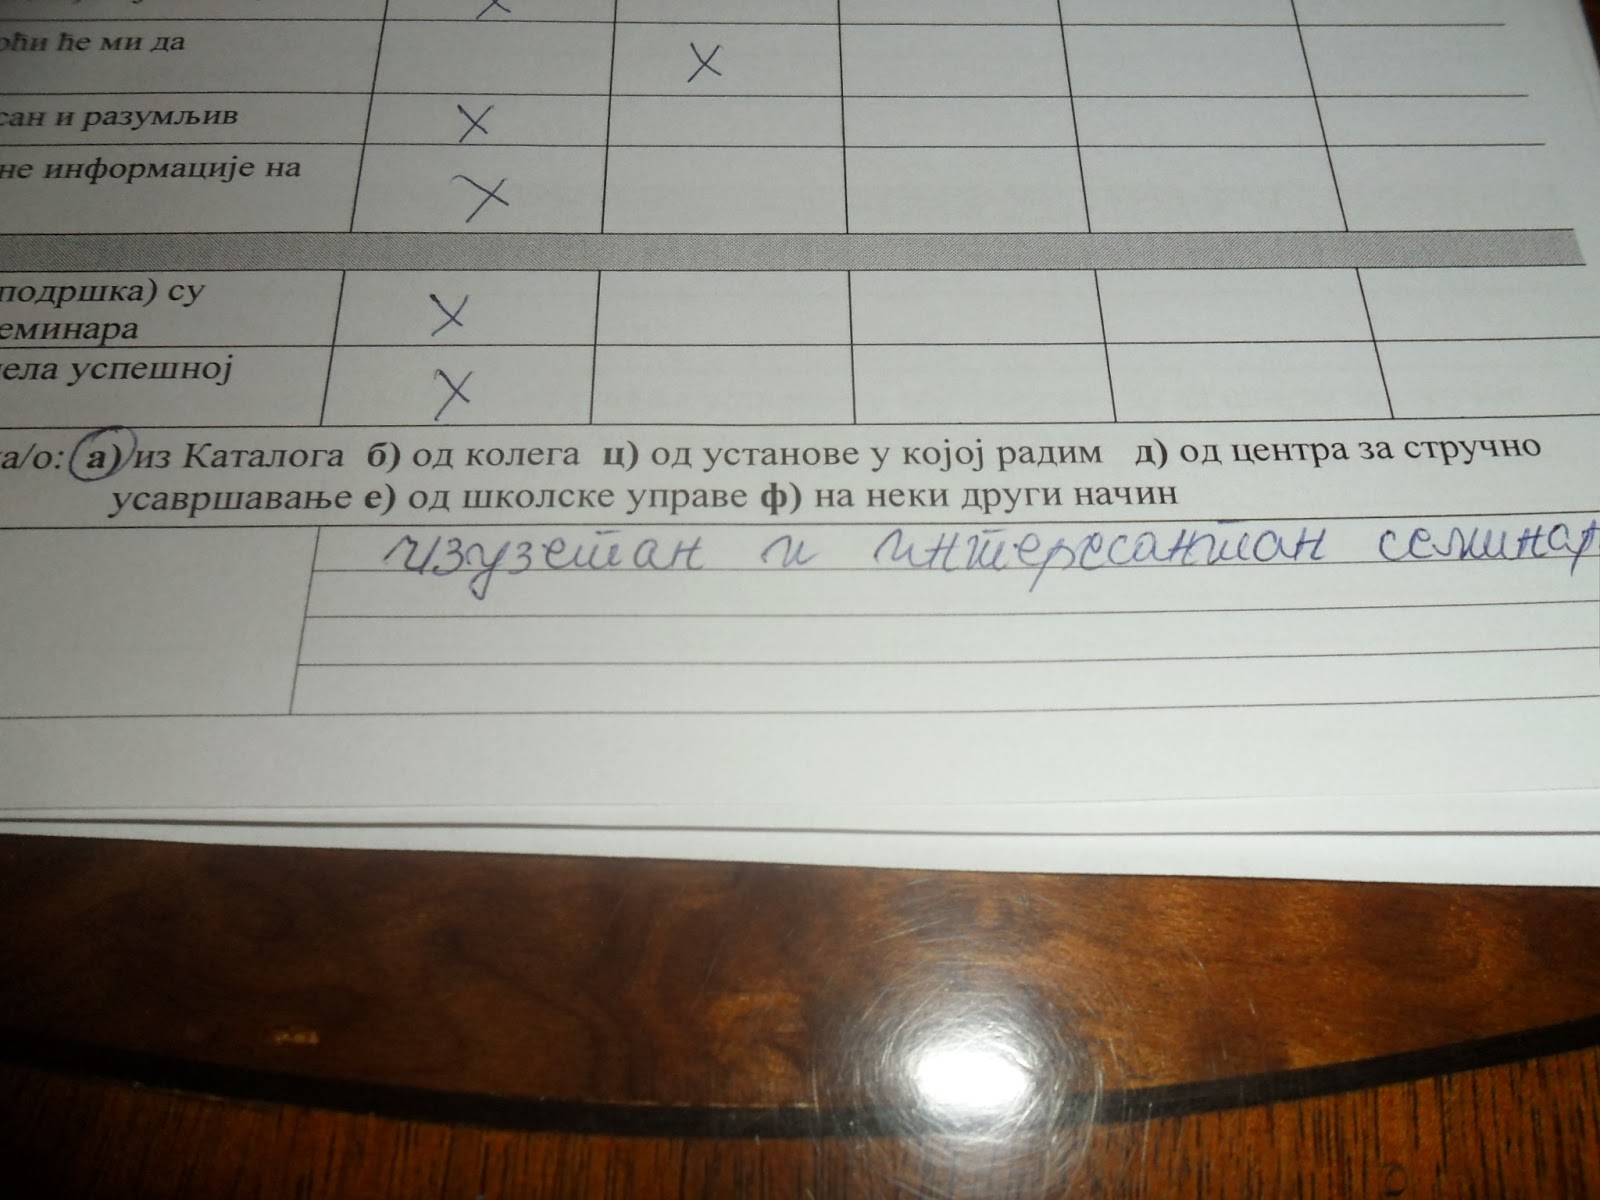 ођи ће ми да
сан и разумљив
не информације на
подршка) су
еминара
ела успешној
а/о: а) из Каталога б) од колега ц) од установе у којој радим д) од центра за стручно
усавршавање е) од школске управе ф) на неки други начин
изузетан и интересантан семинар